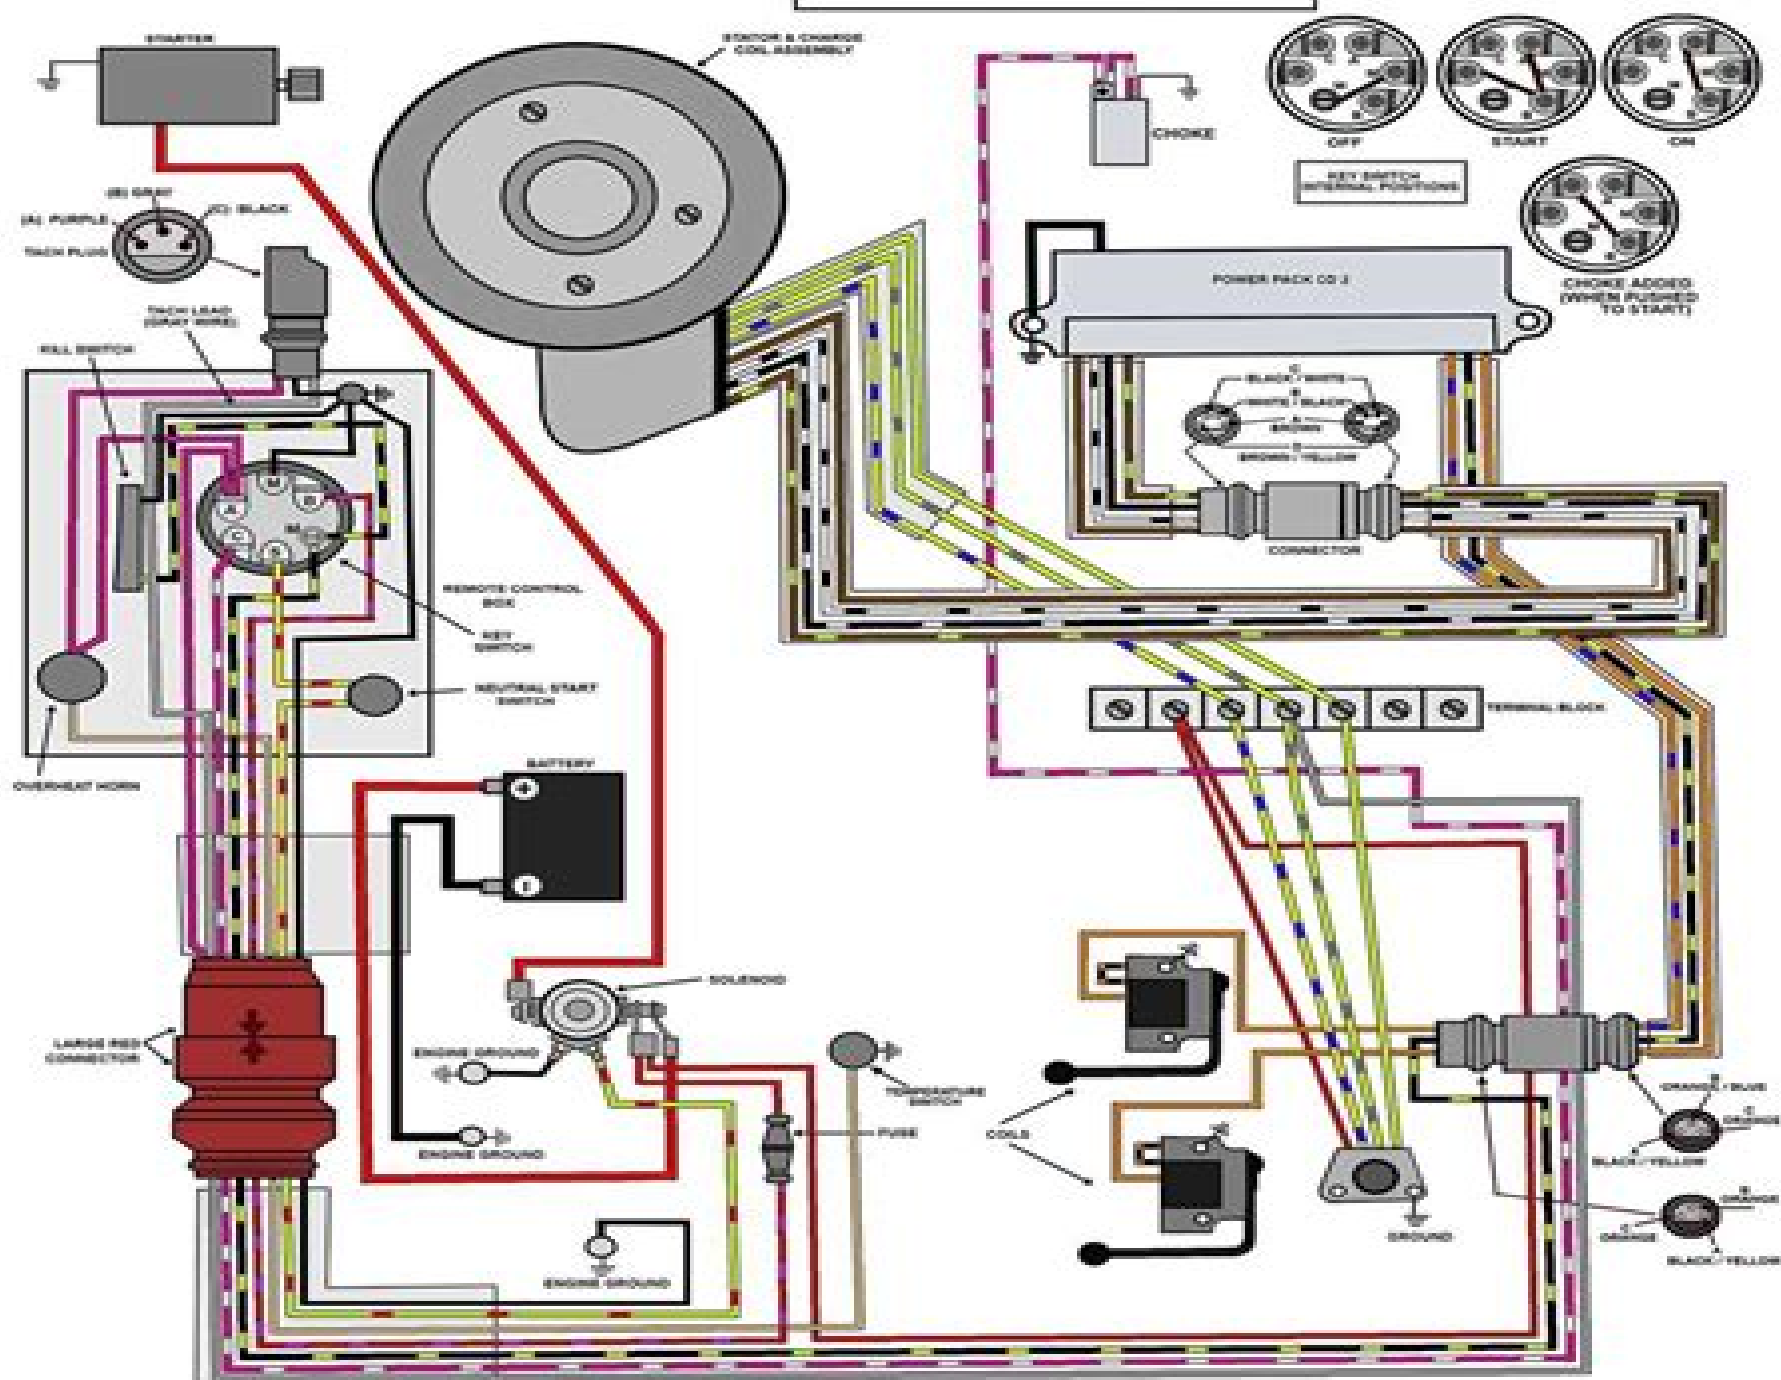 STARTER
STATOR & CHARGE
COIL ASSEMBLY
CHOKE
OFF
START
ON
KEY SWITCH
INTERNAL POSITIONS
CHOKE ADDED
(WHEN PUSHED
TO START)
(B) GRAY
(A) PURPLE
(C) BLACK
TACH PLUG
TACH LEAD
(GRAY WIRE)
KILL SWITCH
POWER PACK CD 2
C
BLACK / WHITE
B
WHITE / BLACK
A
BROWN
D
BROWN / YELLOW
CONNECTOR
M
B
A
M
C
S
REMOTE CONTROL
BOX
KEY
SWITCH
NEUTRAL START
SWITCH
OVERHEAT HORN
TERMINAL BLOCK
BATTERY
+
SOLENOID
LARGE RED
CONNECTOR
ENGINE GROUND
ENGINE GROUND
TEMPERATURE
SWITCH
FUSE
COILS
ENGINE GROUND
GROUND
ORANGE / BLUE
C
ORANGE
BLACK / YELLOW
B
ORANGE
C
ORANGE
BLACK / YELLOW